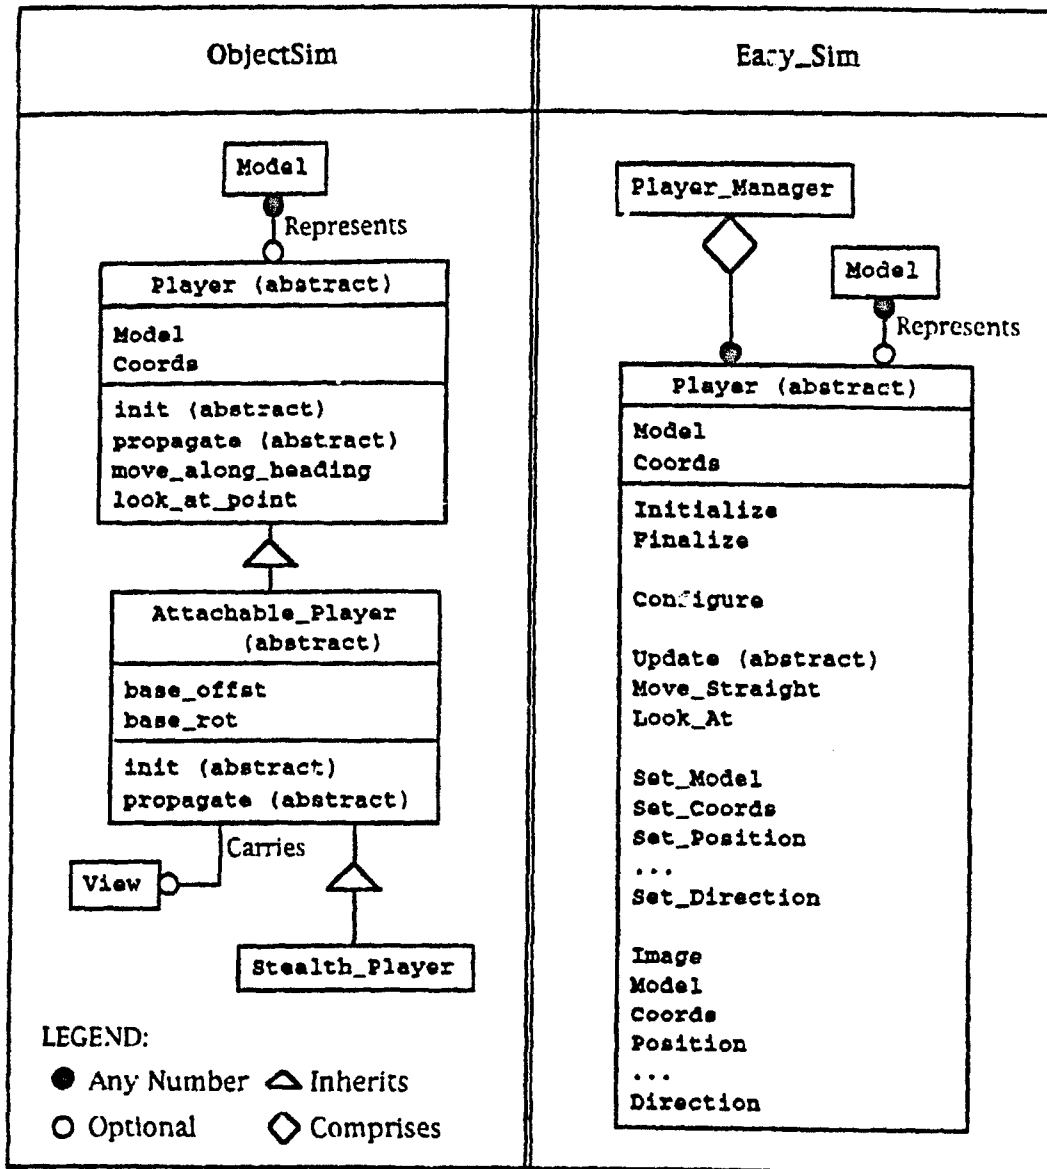 ObjectSim
Easy_Sim
Model
Represents
Player (abstract)
Model
Coords
init (abstract)
propagate (abstract)
move_along_heading
look_at_point
Attachable_Player
(abstract)
base_offst
base_rot
init (abstract)
propagate (abstract)
Carries
View
Stealth_Player
LEGEND:
Any Number
Inherits
Optional
Comprises
Player_Manager
Model
Represents
Player (abstract)
Model
Coords
Initialize
Finalize
Configure
Update (abstract)
Move_Straight
Look_At
Set_Model
Set_Coords
Set_Position
...
Set_Direction
Image
Model
Coords
Position
...
Direction